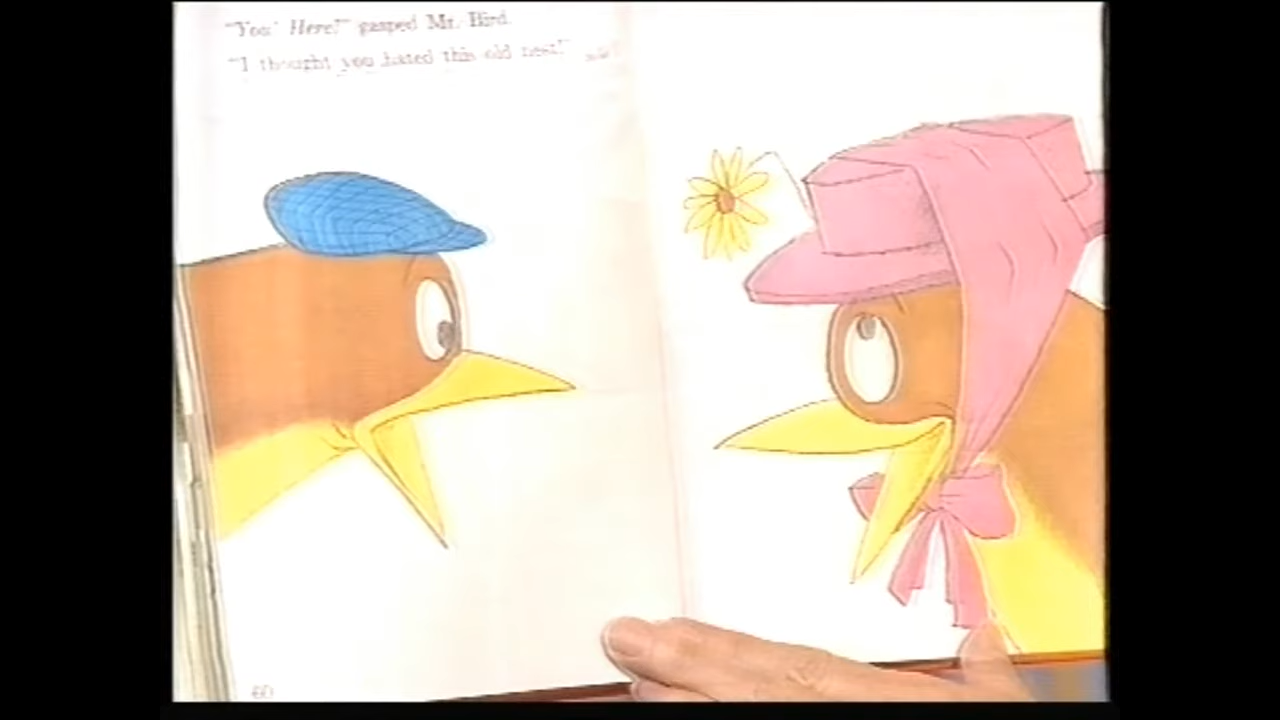 "You! Here!" gasped Mr. Bird.
"I thought you hated this old nest!"
60